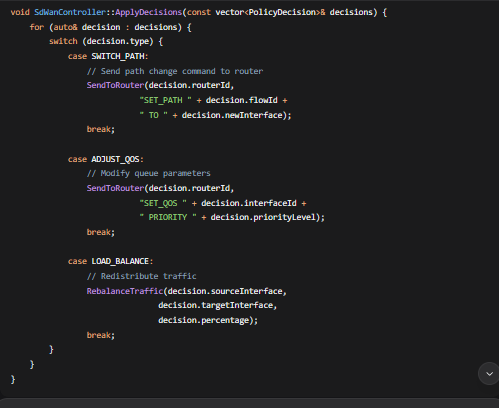 void SdWanController::ApplyDecisions(const vector<PolicyDecision>& decisions) {
    for (auto& decision : decisions) {
        switch (decision.type) {
            case SWITCH_PATH:
                // Send path change command to router
                SendToRouter(decision.routerId,
                           "SET_PATH " + decision.flowId +
                           " TO " + decision.newInterface);
                break;

            case ADJUST_QOS:
                // Modify queue parameters
                SendToRouter(decision.routerId,
                           "SET_QOS " + decision.interfaceId +
                           " PRIORITY " + decision.priorityLevel);
                break;

            case LOAD_BALANCE:
                // Redistribute traffic
                RebalanceTraffic(decision.sourceInterface,
                               decision.targetInterface,
                               decision.percentage);
                break;
        }
    }
}